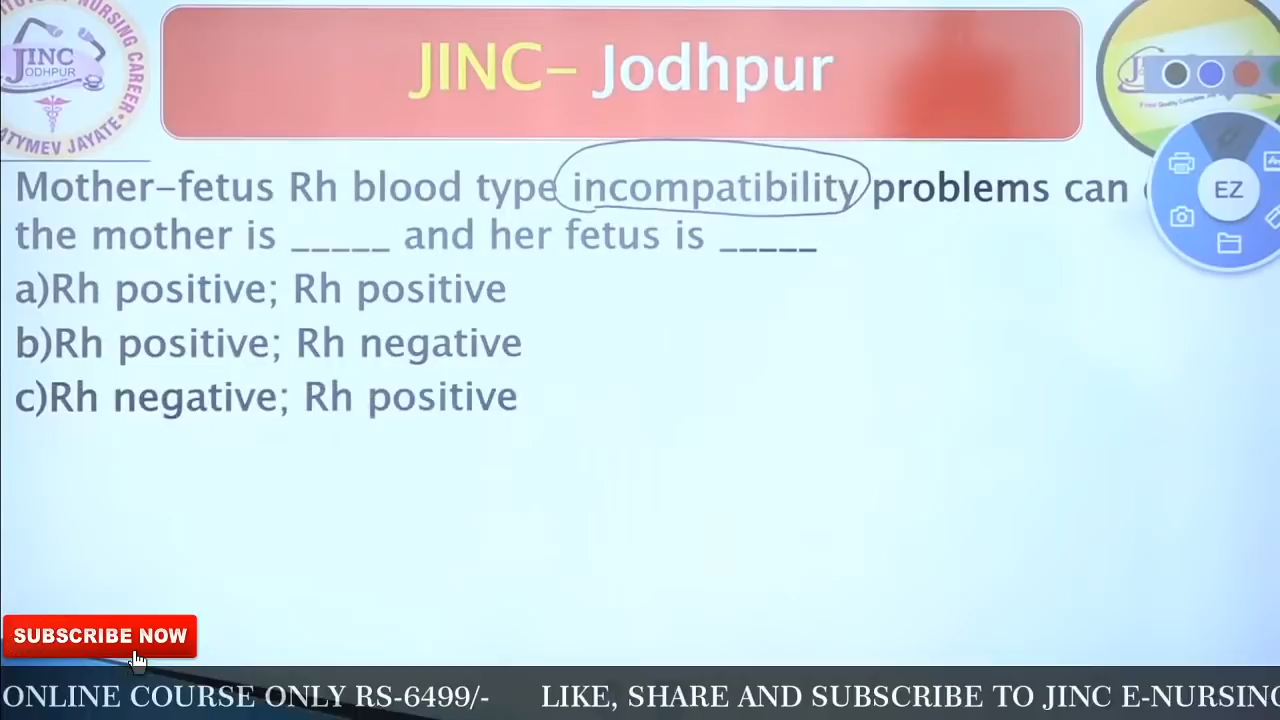 JINC- Jodhpur
NURSING CAREER
JINC
JODHPUR
JAYATE
Mother-fetus Rh blood type incompatibility problems can
EZ
the mother is _____ and her fetus is _____
a)Rh positive; Rh positive
b)Rh positive; Rh negative
c)Rh negative; Rh positive
SUBSCRIBE NOW
ONLINE COURSE ONLY RS-6499/- LIKE, SHARE AND SUBSCRIBE TO JINC E-NURSING